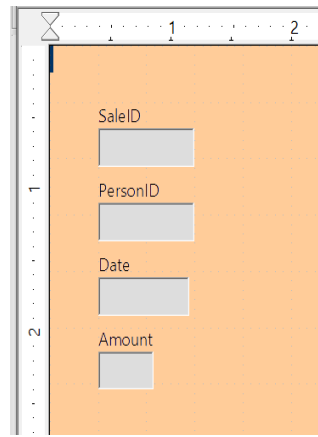 1 2
SaleID
PersonID
1
Date
Amount
2